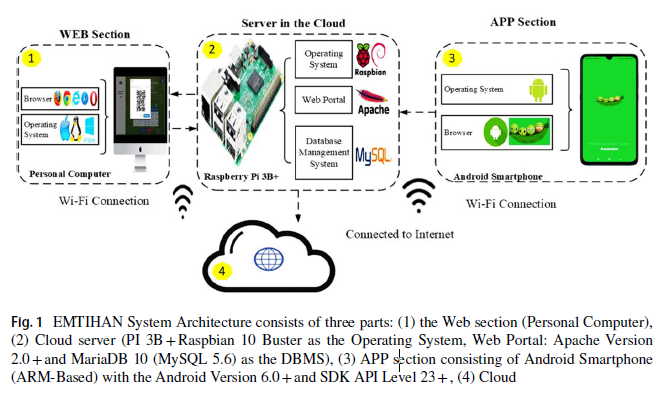 WEB Section
Server in the Cloud
APP Section
1
Browser
Operating
System
Personal Computer
2
Operating
System
Raspbian
Web Portal
Apache
Database
Management
System
MySQL
Raspberry Pi 3B+
3
Operating System
Browser
Android Smartphone
Wi-Fi Connection
Wi-Fi Connection
Connected to Internet
4
Fig. 1 EMTIHAN System Architecture consists of three parts: (1) the Web section (Personal Computer),
(2) Cloud server (PI 3B+Raspbian 10 Buster as the Operating System, Web Portal: Apache Version
2.0+and MariaDB 10 (MySQL 5.6) as the DBMS), (3) APP section consisting of Android Smartphone
(ARM-Based) with the Android Version 6.0+and SDK API Level 23+, (4) Cloud